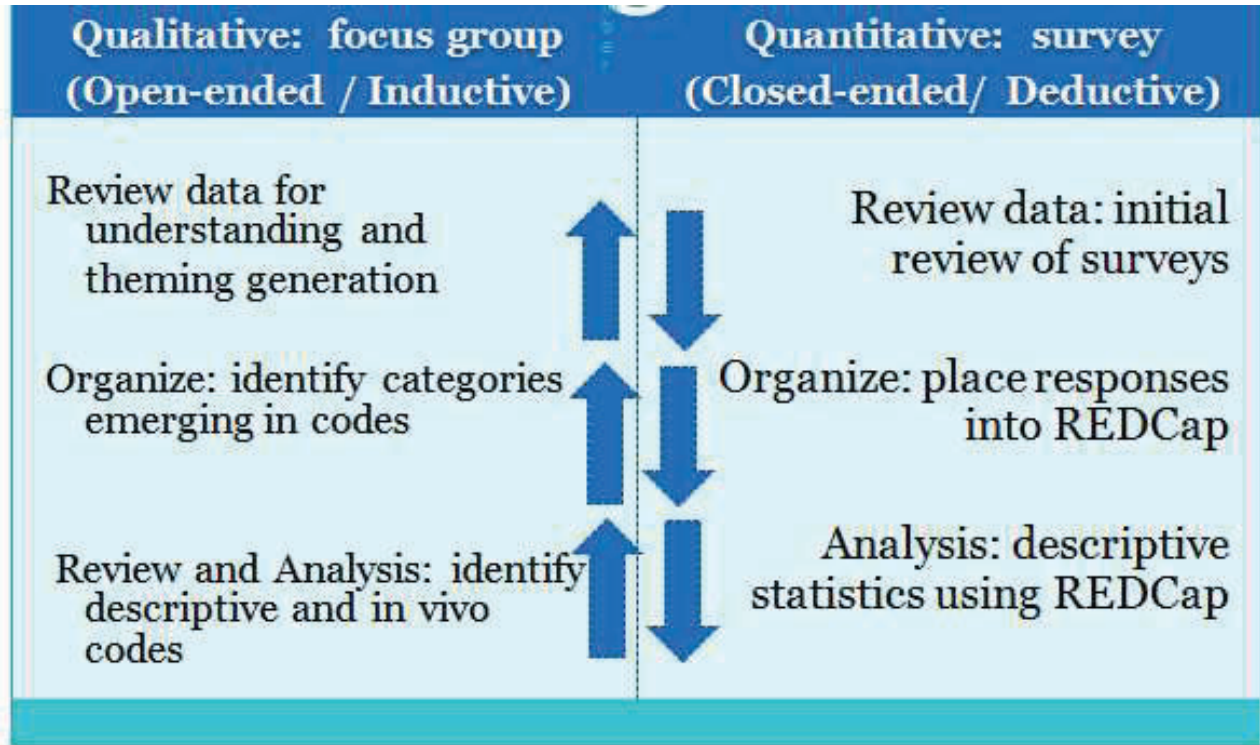 Qualitative: focus group
(Open-ended / Inductive)
Review data for
understanding and
theming generation
Organize: identify categories
emerging in codes
Review and Analysis: identify
descriptive and in vivo
codes
Quantitative: survey
(Closed-ended/ Deductive)
Review data: initial
review of surveys
Organize: place responses
into REDCap
Analysis: descriptive
statistics using REDCap